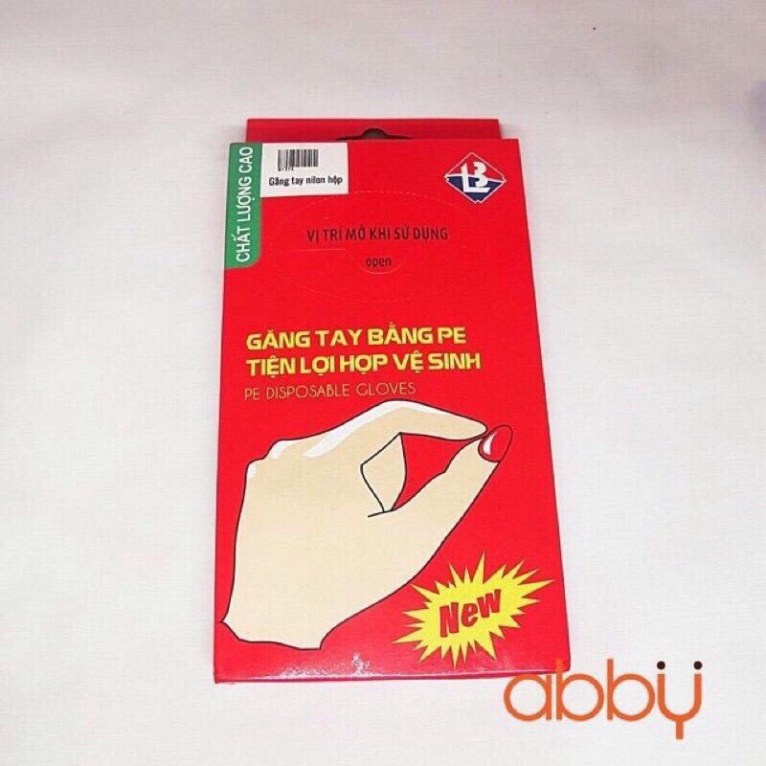 CHẤT LƯỢNG CAO
Găng tay nilon hộp
BL
VỊ TRÍ MỞ KHI SỬ DỤNG
open
GĂNG TAY BẰNG PE
TIỆN LỢI HỢP VỆ SINH
PE DISPOSABLE GLOVES
New
abby